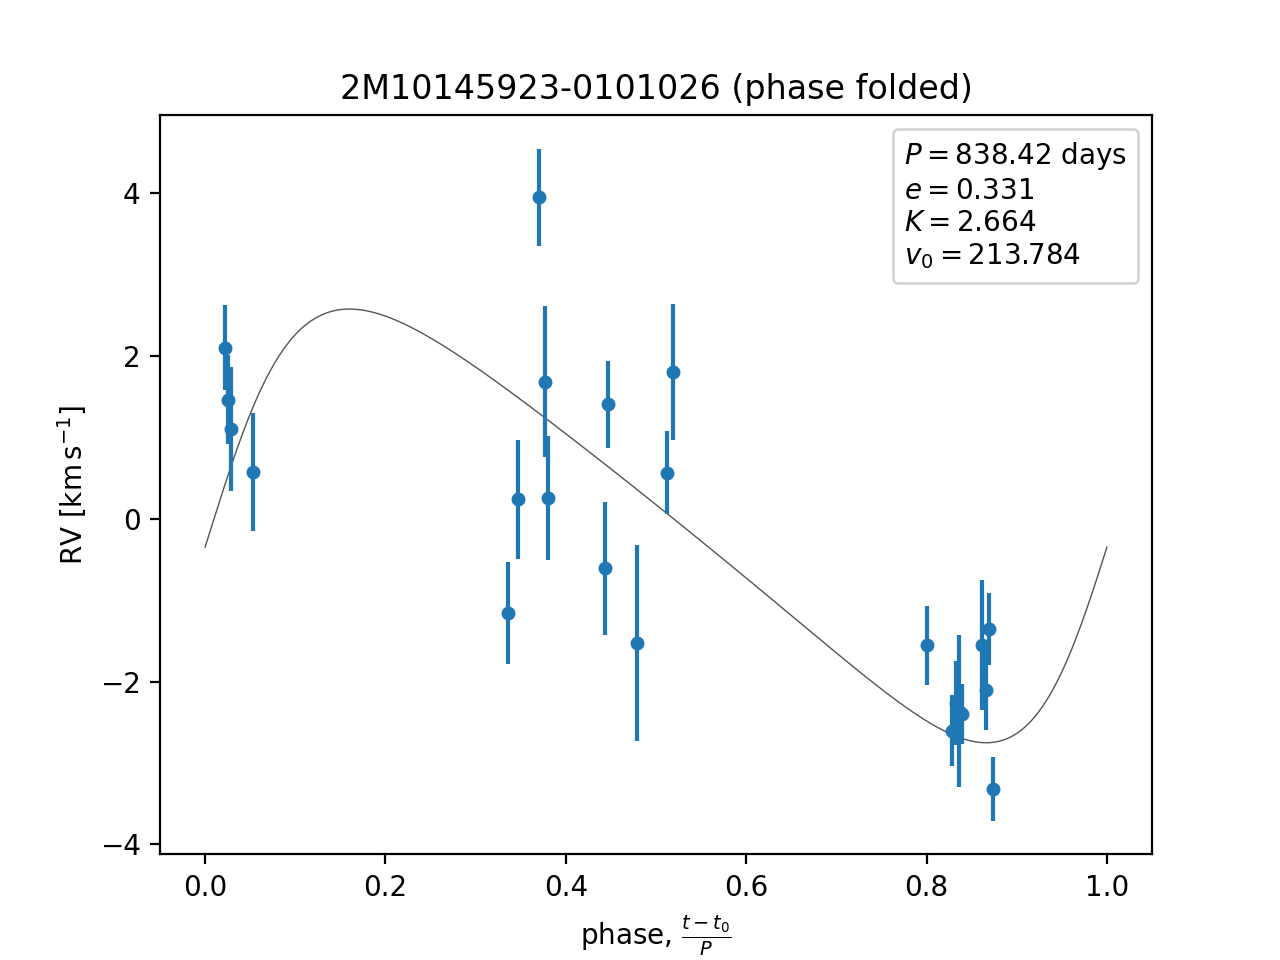 2M10145923-0101026 (phase folded)
P = 838.42 days
e = 0.331
K = 2.664
v₀ = 213.784
RV [km s⁻¹]
4
2
0
−2
−4
0.0 0.2 0.4 0.6 0.8 1.0
phase, (t − t₀)/P